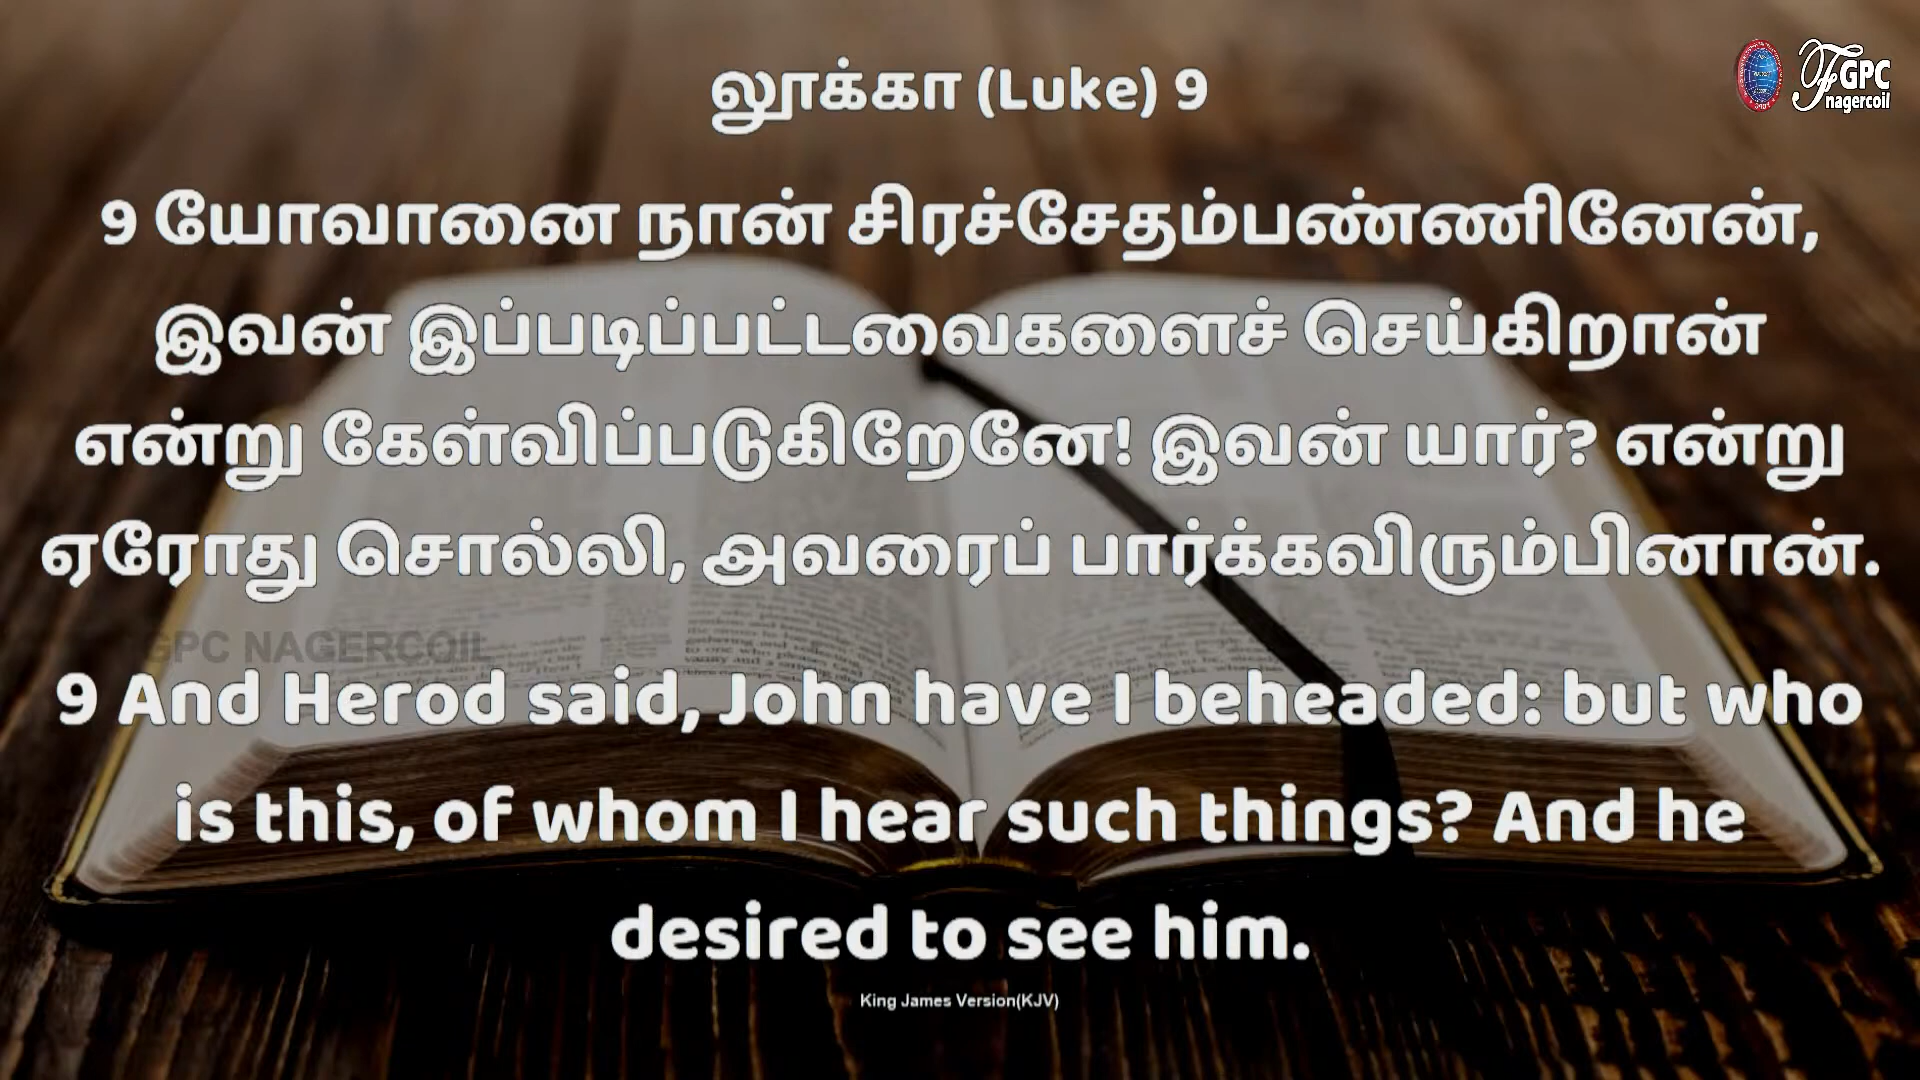 லூக்கா (Luke) 9
FGPC
nagercoil
9 யோவானை நான் சிரச்சேதம்பண்ணினேன்,
இவன் இப்படிப்பட்டவைகளைச் செய்கிறான்
என்று கேள்விப்படுகிறேனே! இவன் யார்? என்று
ஏரோது சொல்லி, அவரைப் பார்க்கவிரும்பினான்.
GPC NAGERCOIL
9 And Herod said, John have I beheaded: but who
is this, of whom I hear such things? And he
desired to see him.
King James Version(KJV)